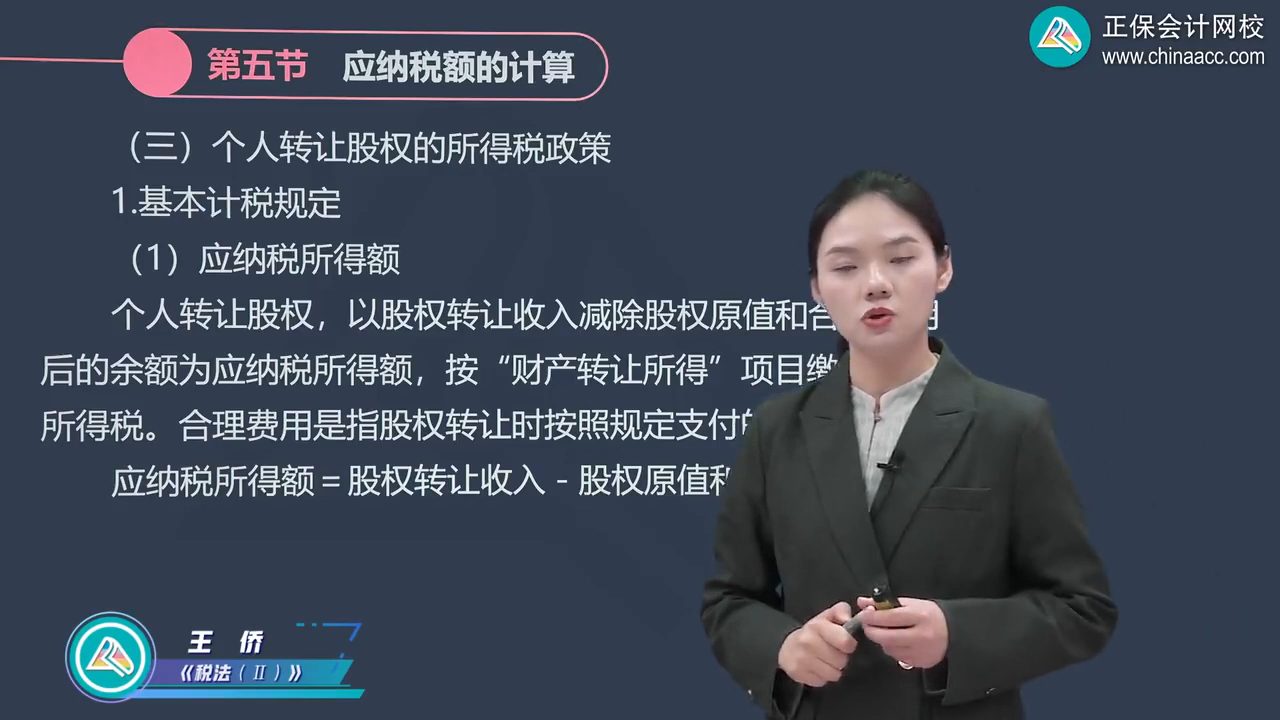 正保会计网校
www.chinaacc.com
第五节 应纳税额的计算
（三）个人转让股权的所得税政策
1.基本计税规定
（1）应纳税所得额
个人转让股权，以股权转让收入减除股权原值和合
后的余额为应纳税所得额，按“财产转让所得”项目缴
所得税。合理费用是指股权转让时按照规定支付的
应纳税所得额＝股权转让收入－股权原值和
王 侨
《税法（Ⅱ）》